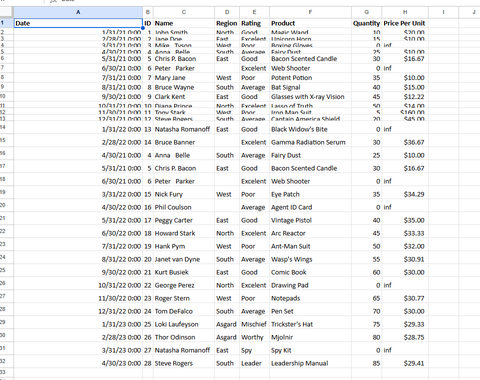 A B C D E F G H I J
1 Date ID Name Region Rating Product Quantity Price Per Unit
2 1/31/21 0:00 1 John Smith North Good Magic Wand 10 $20.00
3 2/28/21 0:00 2 Jane Doe East Excellent Unicorn Horn 15 $10.00
4 3/31/21 0:00 3 Mike Tyson West Poor Boxing Gloves 0 inf
5 4/30/21 0:00 4 Anna Belle South Average Fairy Dust 25 $10.00
6 5/31/21 0:00 5 Chris P. Bacon East Good Bacon Scented Candle 30 $16.67
7 6/30/21 0:00 6 Peter Parker Excellent Web Shooter 0 inf
8 7/31/21 0:00 7 Mary Jane West Poor Potent Potion 35 $10.00
9 8/31/21 0:00 8 Bruce Wayne South Average Bat Signal 40 $15.00
10 9/30/21 0:00 9 Clark Kent East Good Glasses with X-ray Vision 45 $12.22
11 10/31/21 0:00 10 Diana Prince North Excellent Lasso of Truth 50 $14.00
12 11/30/21 0:00 11 Tony Stark West Poor Iron Man Suit 5 $160.00
13 12/31/21 0:00 12 Steve Rogers South Average Captain America Shield 20 $45.00
14 1/31/22 0:00 13 Natasha Romanoff East Good Black Widow's Bite 0 inf
15 2/28/22 0:00 14 Bruce Banner Excellent Gamma Radiation Serum 30 $36.67
16 4/30/21 0:00 4 Anna Belle South Average Fairy Dust 25 $10.00
17 5/31/21 0:00 5 Chris P. Bacon East Good Bacon Scented Candle 30 $16.67
18 6/30/21 0:00 6 Peter Parker Excellent Web Shooter 0 inf
19 3/31/22 0:00 15 Nick Fury West Poor Eye Patch 35 $34.29
20 4/30/22 0:00 16 Phil Coulson Average Agent ID Card 0 inf
21 5/31/22 0:00 17 Peggy Carter East Good Vintage Pistol 40 $35.00
22 6/30/22 0:00 18 Howard Stark North Excellent Arc Reactor 45 $33.33
23 7/31/22 0:00 19 Hank Pym West Poor Ant-Man Suit 50 $32.00
24 8/31/22 0:00 20 Janet van Dyne South Average Wasp's Wings 55 $30.91
25 9/30/22 0:00 21 Kurt Busiek East Good Comic Book 60 $30.00
26 10/31/22 0:00 22 George Perez North Excellent Drawing Pad 0 inf
27 11/30/22 0:00 23 Roger Stern West Poor Notepads 65 $30.77
28 12/31/22 0:00 24 Tom DeFalco South Average Pen Set 70 $30.00
29 1/31/23 0:00 25 Loki Laufeyson Asgard Mischief Trickster's Hat 75 $29.33
30 2/28/23 0:00 26 Thor Odinson Asgard Worthy Mjolnir 80 $28.75
31 3/31/23 0:00 27 Natasha Romanoff East Spy Spy Kit 0 inf
32 4/30/23 0:00 28 Steve Rogers South Leader Leadership Manual 85 $29.41
33